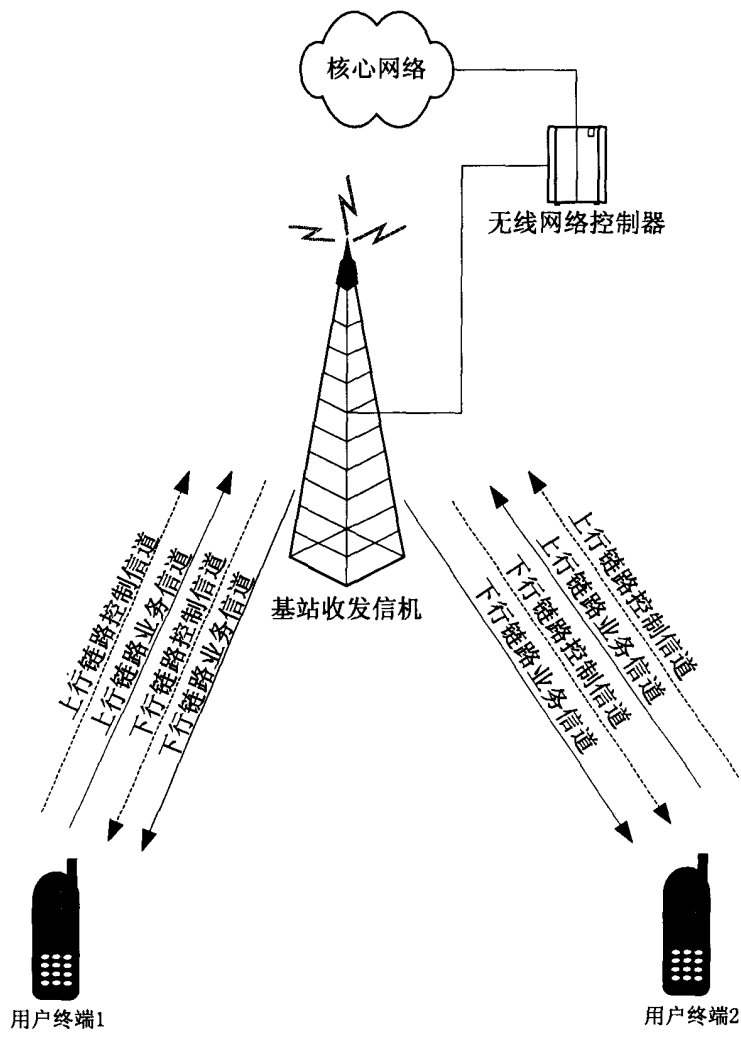 核心网络
无线网络控制器
基站收发信机
上行链路控制信道
上行链路业务信道
下行链路控制信道
下行链路业务信道
下行链路业务信道
下行链路控制信道
上行链路业务信道
上行链路控制信道
用户终端1
用户终端2